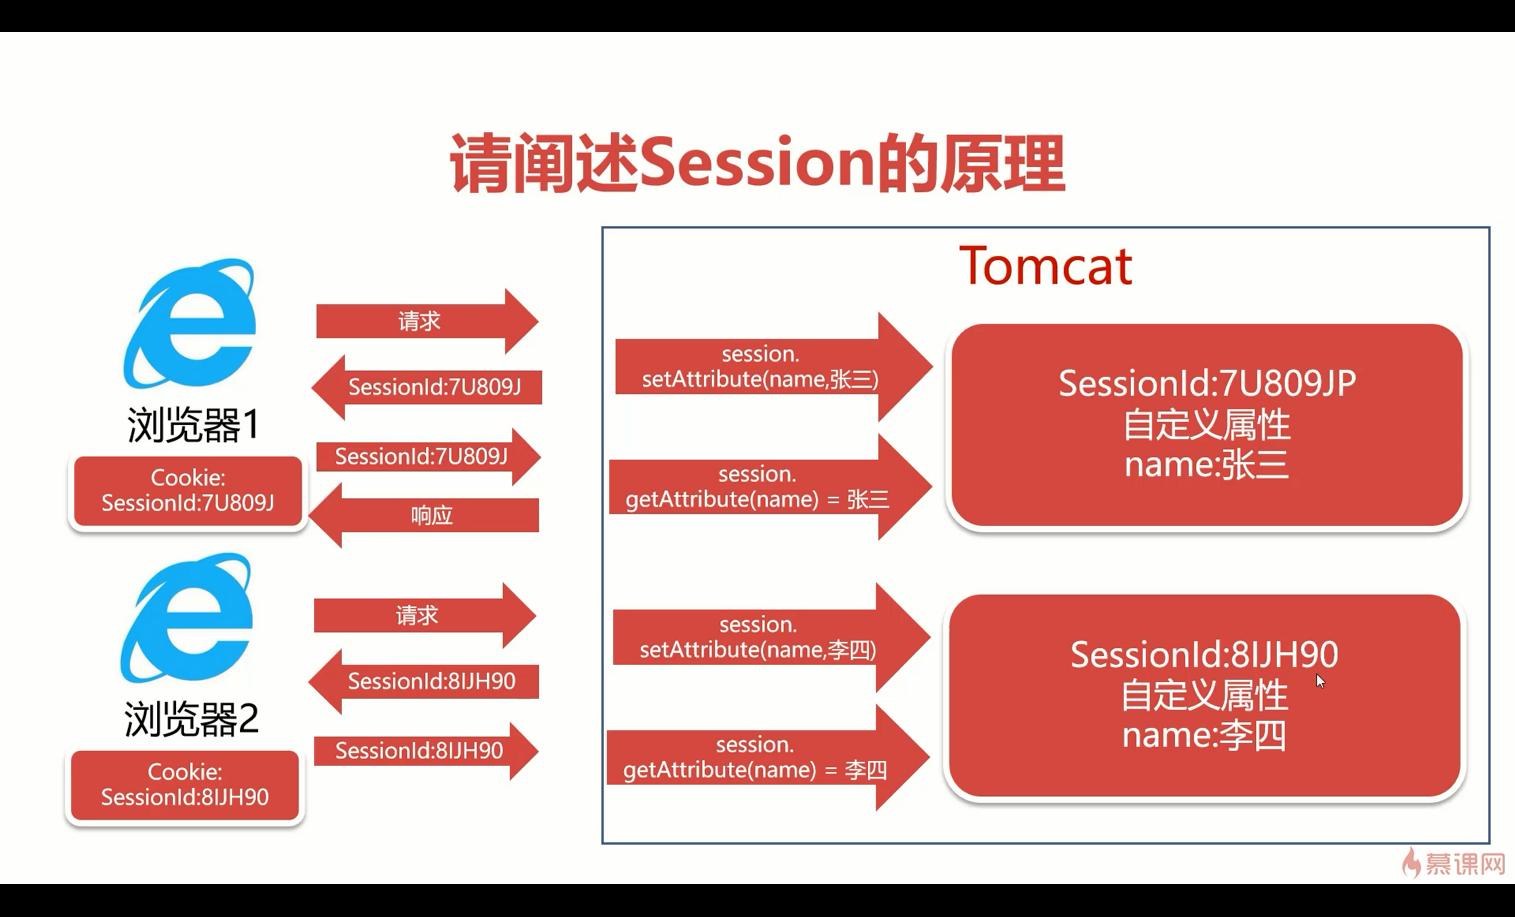 请阐述Session的原理
Tomcat
请求
SessionId:7U809J
浏览器1
SessionId:7U809J
Cookie:
SessionId:7U809J
响应
session.
setAttribute(name,张三)
session.
getAttribute(name) = 张三
SessionId:7U809JP
自定义属性
name:张三
请求
SessionId:8IJH90
浏览器2
SessionId:8IJH90
Cookie:
SessionId:8IJH90
session.
setAttribute(name,李四)
session.
getAttribute(name) = 李四
SessionId:8IJH90
自定义属性
name:李四
慕课网